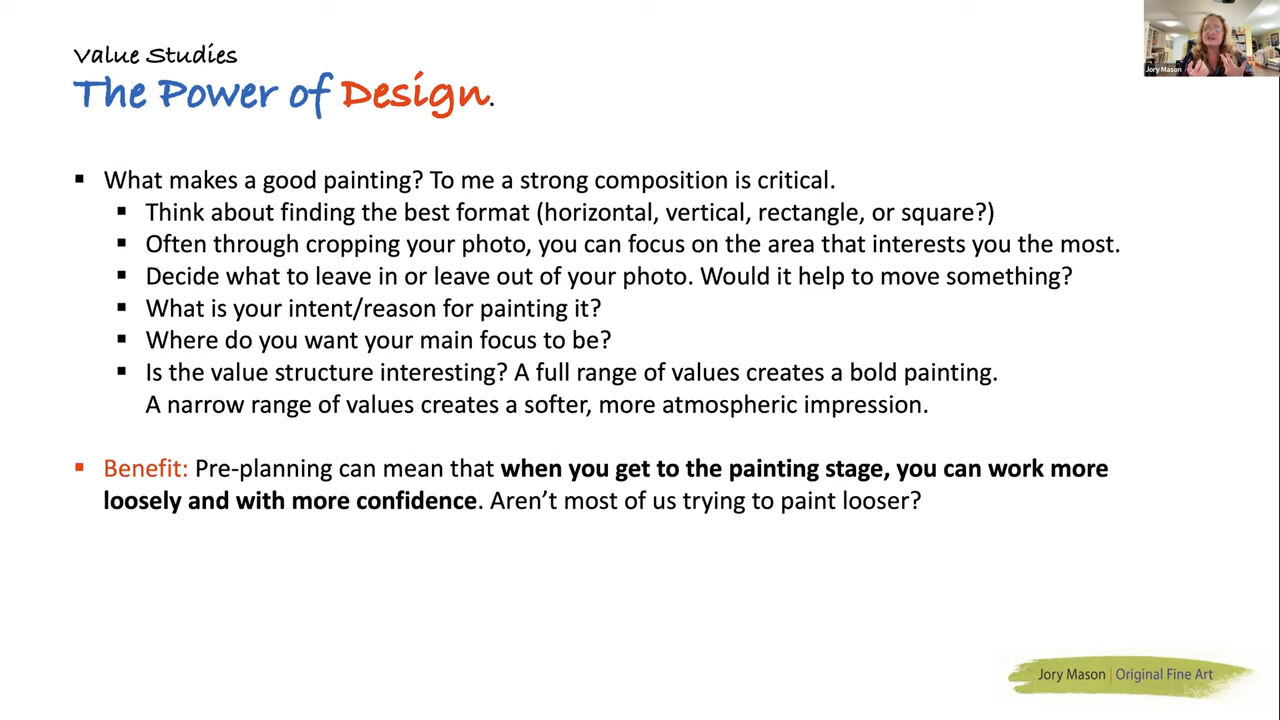 Value Studies
The Power of Design.
▪ What makes a good painting? To me a strong composition is critical.
▪ Think about finding the best format (horizontal, vertical, rectangle, or square?)
▪ Often through cropping your photo, you can focus on the area that interests you the most.
▪ Decide what to leave in or leave out of your photo. Would it help to move something?
▪ What is your intent/reason for painting it?
▪ Where do you want your main focus to be?
▪ Is the value structure interesting? A full range of values creates a bold painting.
A narrow range of values creates a softer, more atmospheric impression.
▪ Benefit: Pre-planning can mean that when you get to the painting stage, you can work more
loosely and with more confidence. Aren’t most of us trying to paint looser?
Jory Mason
Jory Mason | Original Fine Art